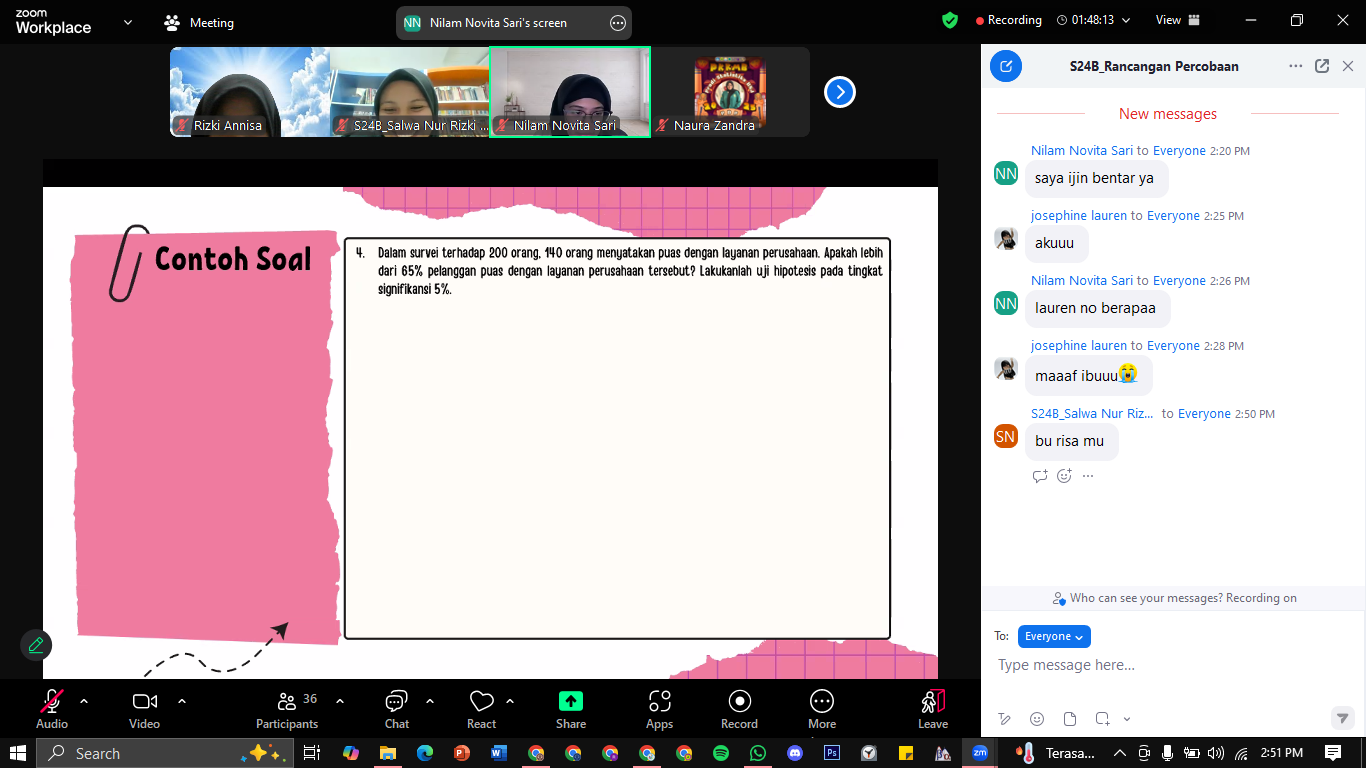 zoom
Workplace
Meeting
NN Nilam Novita Sari's screen
Recording
01:48:13
View
Rizki Annisa
S24B_Salwa Nur Rizki ...
Nilam Novita Sari
Naura Zandra
Contoh Soal
4. Dalam survei terhadap 200 orang, 140 orang menyatakan puas dengan layanan perusahaan. Apakah lebih
dari 65% pelanggan puas dengan layanan perusahaan tersebut? Lakukanlah uji hipotesis pada tingkat
signifikansi 5%.
S24B_Rancangan Percobaan
New messages
Nilam Novita Sari to Everyone 2:20 PM
NN
saya ijin bentar ya
josephine lauren to Everyone 2:25 PM
akuuu
Nilam Novita Sari to Everyone 2:26 PM
NN
lauren no berapaa
josephine lauren to Everyone 2:28 PM
maaaf ibuuu😭
S24B_Salwa Nur Riz... to Everyone 2:50 PM
SN
bu risa mu
Who can see your messages? Recording on
To: Everyone
Type message here...
Audio
Video
Participants
36
Chat
React
Share
Apps
Record
More
Leave
Search
zm
Terasa...
2:51 PM